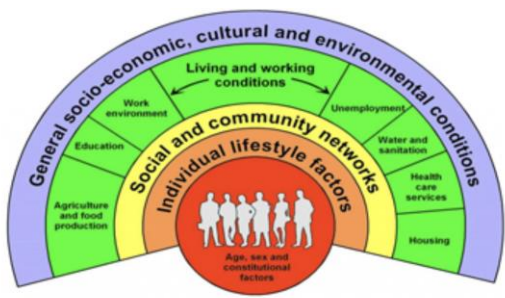 General socio-economic, cultural and environmental conditions
Living and working
conditions
Work
environment
Unemployment
Education
Water and
sanitation
Social and community networks
Individual lifestyle factors
Health
care
services
Agriculture
and food
production
Housing
Age, sex and
constitutional
factors